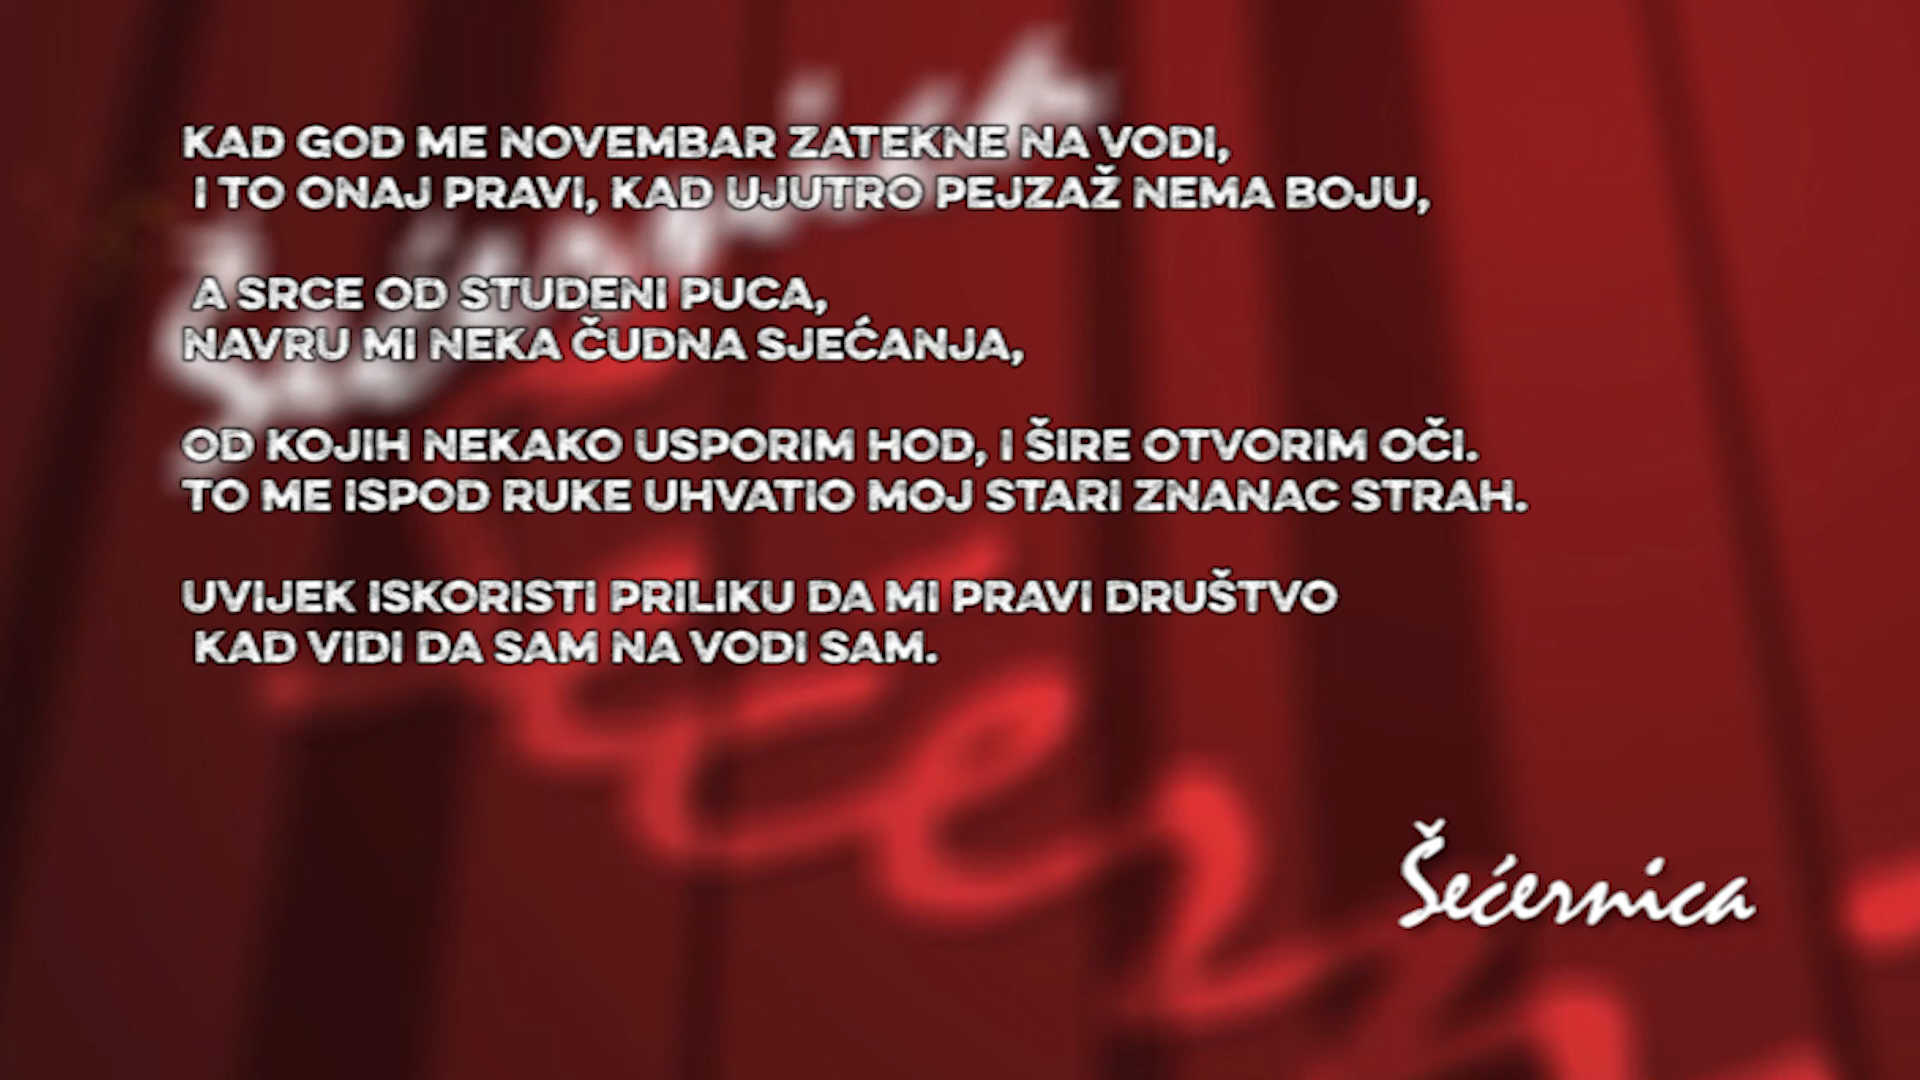 KAD GOD ME NOVEMBAR ZATEKNE NA VODI,
I TO ONAJ PRAVI, KAD UJUTRO PEJZAŽ NEMA BOJU,
A SRCE OD STUDENI PUCA,
NAVRU MI NEKA ČUDNA SJEĆANJA,
OD KOJIH NEKAKO USPORIM HOD, I ŠIRE OTVORIM OČI.
TO ME ISPOD RUKE UHVATIO MOJ STARI ZNANAC STRAH.
UVIJEK ISKORISTI PRILIKU DA MI PRAVI DRUŠTVO
KAD VIDI DA SAM NA VODI SAM.
Šećernica